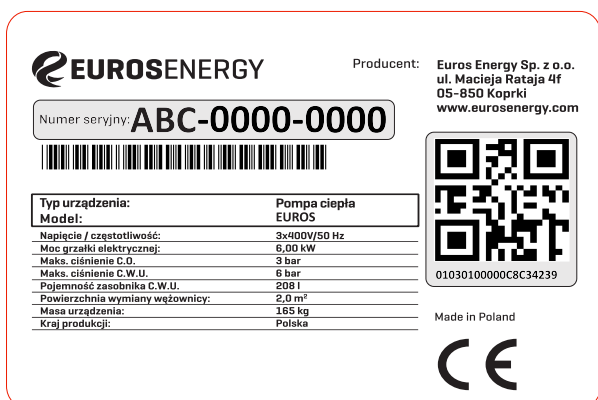 EUROSENERGY
Producent: Euros Energy Sp. z o.o.
ul. Macieja Rataja 4f
05-850 Koprki
www.eurosenergy.com
Numer seryjny: ABC-0000-0000
Typ urządzenia: Pompa ciepła
Model: EUROS
Napięcie / częstotliwość: 3x400V/50 Hz
Moc grzałki elektrycznej: 6,00 kW
Maks. ciśnienie C.O. 3 bar
Maks. ciśnienie C.W.U. 6 bar
Pojemność zasobnika C.W.U. 208 l
Powierzchnia wymiany wężownicy: 2,0 m²
Masa urządzenia: 165 kg
Kraj produkcji: Polska
01030100000C8C34239
Made in Poland
CE